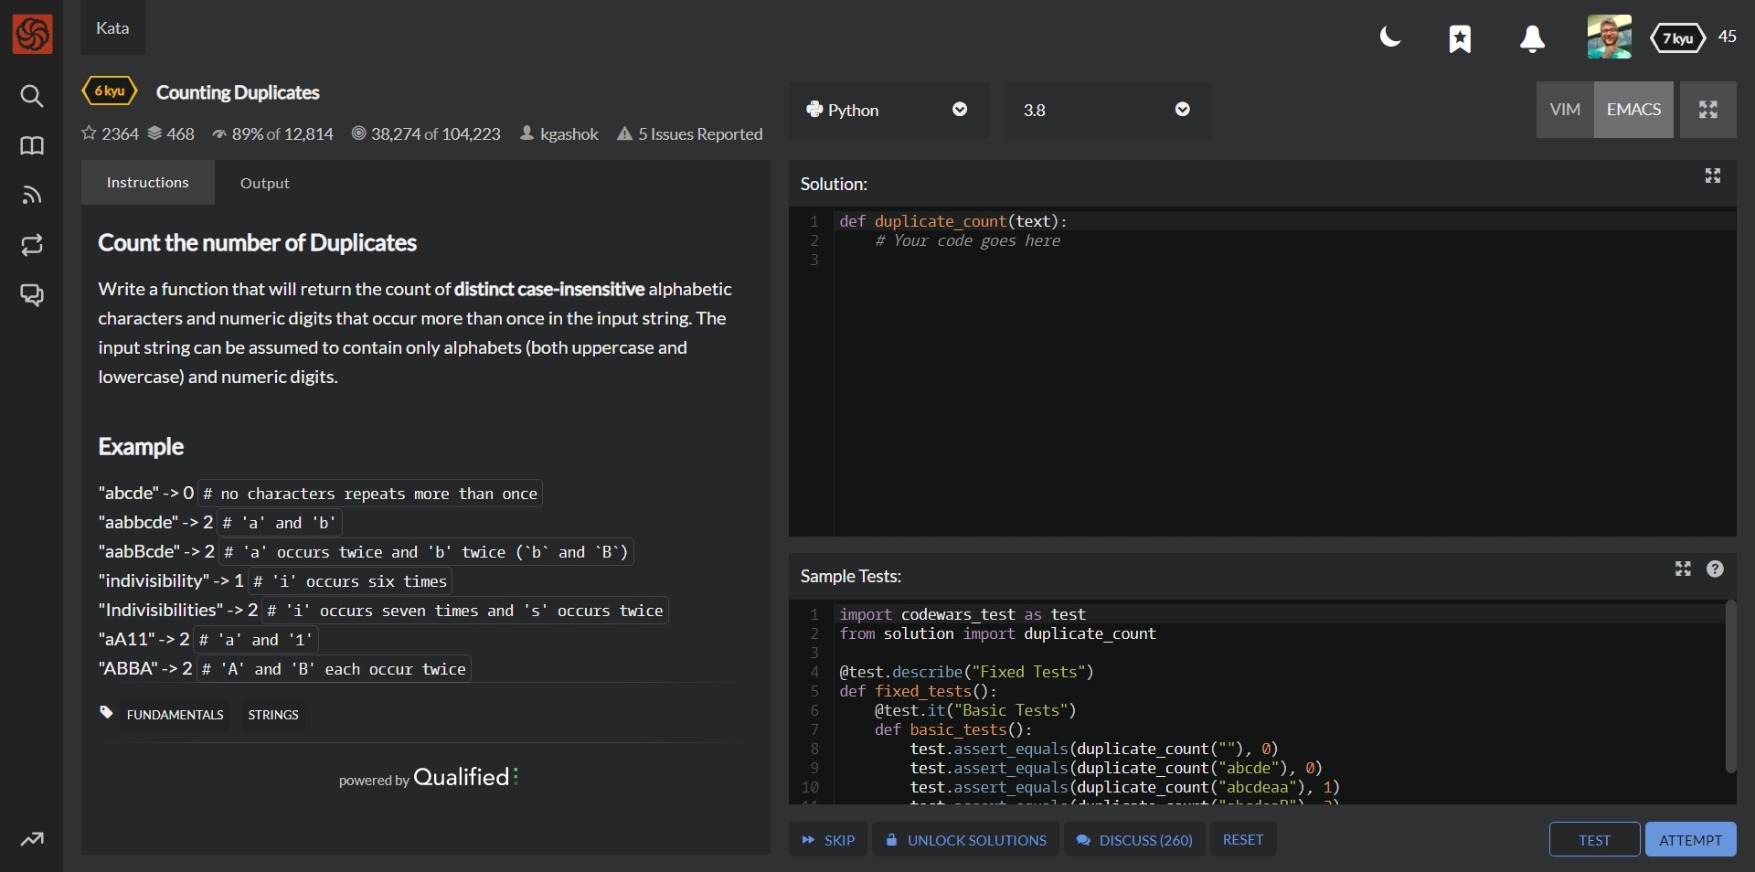 Kata
7 kyu 45
6 kyu Counting Duplicates
2364 468 89% of 12,814 38,274 of 104,223 kgashok 5 Issues Reported
Python
3.8
VIM EMACS
Instructions Output
Count the number of Duplicates
Write a function that will return the count of distinct case-insensitive alphabetic
characters and numeric digits that occur more than once in the input string. The
input string can be assumed to contain only alphabets (both uppercase and
lowercase) and numeric digits.
Example
"abcde" -> 0 # no characters repeats more than once
"aabbcde" -> 2 # 'a' and 'b'
"aabBcde" -> 2 # 'a' occurs twice and 'b' twice (`b` and `B`)
"indivisibility" -> 1 # 'i' occurs six times
"Indivisibilities" -> 2 # 'i' occurs seven times and 's' occurs twice
"aA11" -> 2 # 'a' and '1'
"ABBA" -> 2 # 'A' and 'B' each occur twice
FUNDAMENTALS STRINGS
powered by Qualified
Solution:
1 def duplicate_count(text):
2 # Your code goes here
3
Sample Tests:
1 import codewars_test as test
2 from solution import duplicate_count
3
4 @test.describe("Fixed Tests")
5 def fixed_tests():
6 @test.it("Basic Tests")
7 def basic_tests():
8 test.assert_equals(duplicate_count(""), 0)
9 test.assert_equals(duplicate_count("abcde"), 0)
10 test.assert_equals(duplicate_count("abcdeaa"), 1)
SKIP UNLOCK SOLUTIONS DISCUSS (260) RESET TEST ATTEMPT